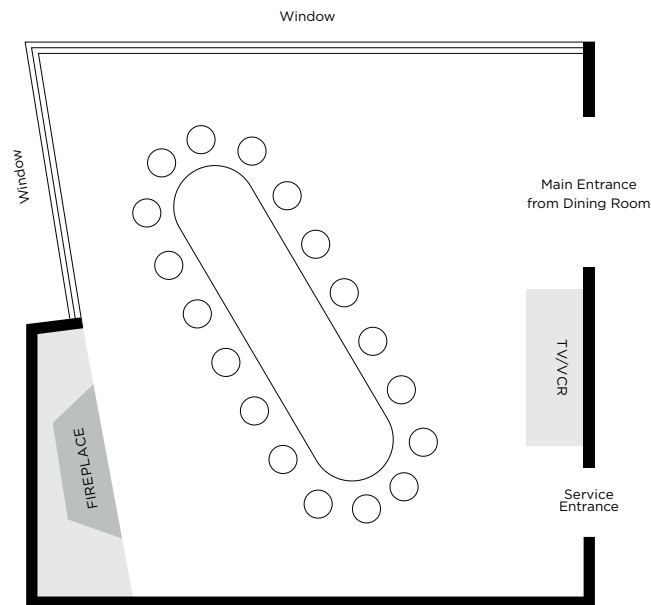 Window
Window
Main Entrance
from Dining Room
TV/VCR
FIREPLACE
Service
Entrance